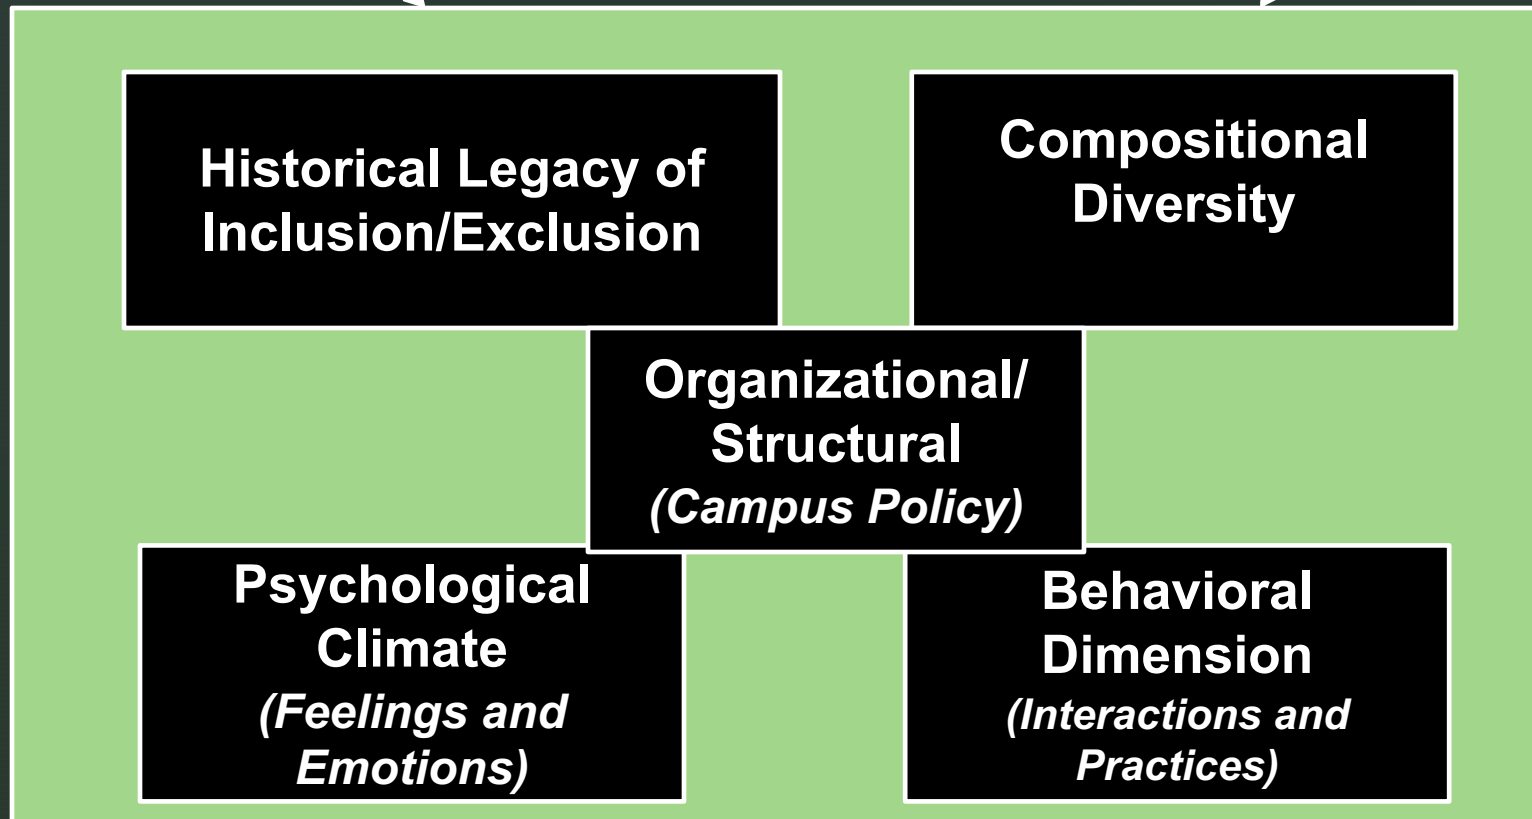 Historical Legacy of
Inclusion/Exclusion
Compositional
Diversity
Organizational/
Structural
(Campus Policy)
Psychological
Climate
(Feelings and
Emotions)
Behavioral
Dimension
(Interactions and
Practices)